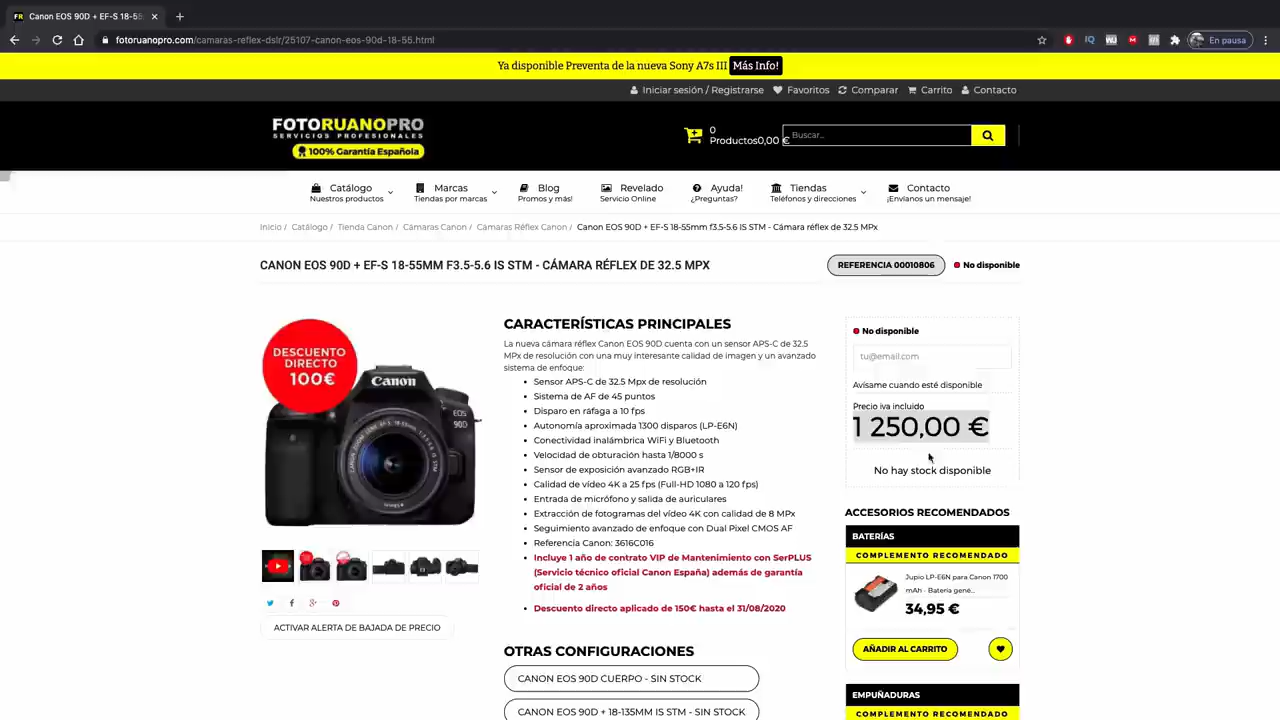 FR Canon EOS 90D + EF-S 18-55
fotoruanopro.com/camaras-reflex-dslr/25107-canon-eos-90d-18-55.html
En pausa
Ya disponible Preventa de la nueva Sony A7s III Más Info!
Iniciar sesión / Registrarse Favoritos Comparar Carrito Contacto
FOTORUANOPRO
SERVICIOS PROFESIONALES
100% Garantía Española
0
Productos0,00 €
Buscar...
Catálogo
Nuestros productos
Marcas
Tiendas por marcas
Blog
Promos y más!
Revelado
Servicio Online
Ayuda!
¿Preguntas?
Tiendas
Teléfonos y direcciones
Contacto
¡Envíanos un mensaje!
Inicio / Catálogo / Tienda Canon / Cámaras Canon / Cámaras Réflex Canon / Canon EOS 90D + EF-S 18-55mm f3.5-5.6 IS STM - Cámara réflex de 32.5 MPx
CANON EOS 90D + EF-S 18-55MM F3.5-5.6 IS STM - CÁMARA RÉFLEX DE 32.5 MPX
REFERENCIA 00010806
No disponible
DESCUENTO
DIRECTO
100€
Canon
EOS
90D
ACTIVAR ALERTA DE BAJADA DE PRECIO
CARACTERÍSTICAS PRINCIPALES
La nueva cámara réflex Canon EOS 90D cuenta con un sensor APS-C de 32.5
MPx de resolución con una muy interesante calidad de imagen y un avanzado
sistema de enfoque:
Sensor APS-C de 32.5 Mpx de resolución
Sistema de AF de 45 puntos
Disparo en ráfaga a 10 fps
Autonomía aproximada 1300 disparos (LP-E6N)
Conectividad inalámbrica WiFi y Bluetooth
Velocidad de obturación hasta 1/8000 s
Sensor de exposición avanzado RGB+IR
Calidad de vídeo 4K a 25 fps (Full-HD 1080 a 120 fps)
Entrada de micrófono y salida de auriculares
Extracción de fotogramas del vídeo 4K con calidad de 8 MPx
Seguimiento avanzado de enfoque con Dual Pixel CMOS AF
Referencia Canon: 3616C016
Incluye 1 año de contrato VIP de Mantenimiento con SerPLUS
(Servicio técnico oficial Canon España) además de garantía
oficial de 2 años
Descuento directo aplicado de 150€ hasta el 31/08/2020
OTRAS CONFIGURACIONES
CANON EOS 90D CUERPO - SIN STOCK
CANON EOS 90D + 18-135MM IS STM - SIN STOCK
No disponible
tu@email.com
Avísame cuando esté disponible
Precio iva incluido
1 250,00 €
No hay stock disponible
ACCESORIOS RECOMENDADOS
BATERÍAS
COMPLEMENTO RECOMENDADO
Jupio LP-E6N para Canon 1700
mAh - Batería gené...
34,95 €
AÑADIR AL CARRITO
EMPUÑADURAS
COMPLEMENTO RECOMENDADO